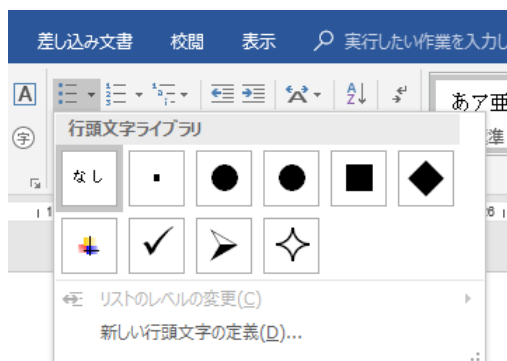 差し込み文書 校閲 表示 実行したい作業を入力し
A
字
あア亜
準
行頭文字ライブラリ
なし
リストのレベルの変更(C)
新しい行頭文字の定義(D)...